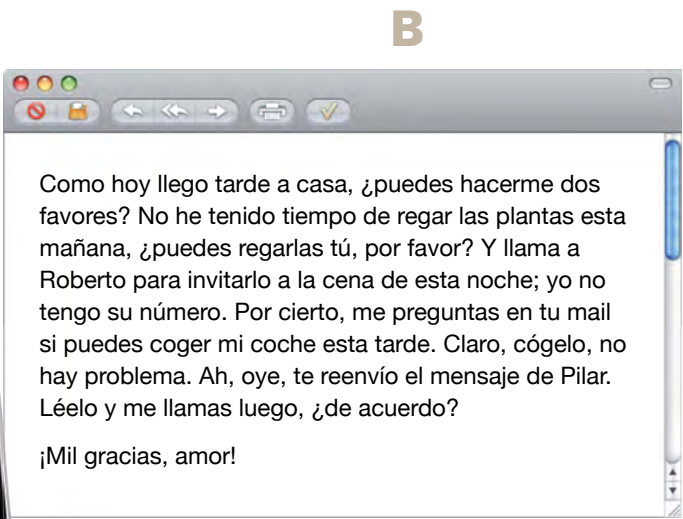 B
Como hoy llego tarde a casa, ¿puedes hacerme dos
favores? No he tenido tiempo de regar las plantas esta
mañana, ¿puedes regarlas tú, por favor? Y llama a
Roberto para invitarlo a la cena de esta noche; yo no
tengo su número. Por cierto, me preguntas en tu mail
si puedes coger mi coche esta tarde. Claro, cógelo, no
hay problema. Ah, oye, te reenvío el mensaje de Pilar.
Léelo y me llamas luego, ¿de acuerdo?
¡Mil gracias, amor!